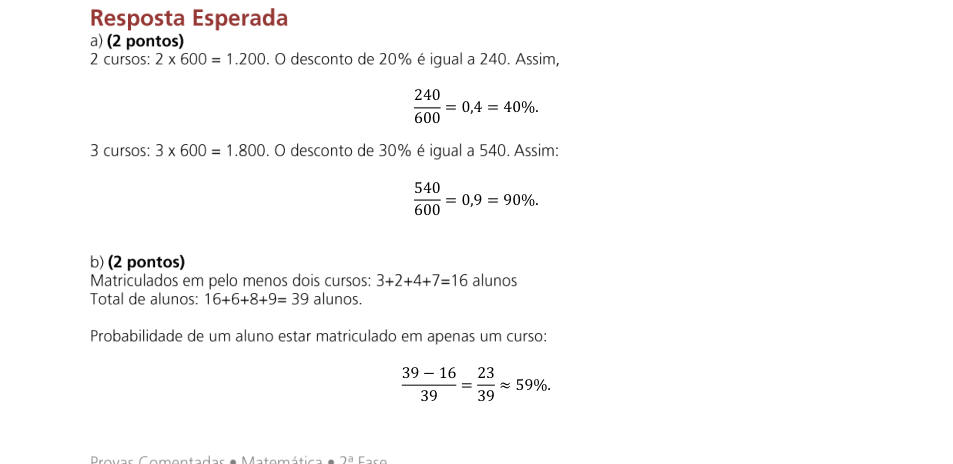 Resposta Esperada
a) (2 pontos)
2 cursos: 2 x 600 = 1.200. O desconto de 20% é igual a 240. Assim,
240
600
= 0,4 = 40%.
3 cursos: 3 x 600 = 1.800. O desconto de 30% é igual a 540. Assim:
540
600
= 0,9 = 90%.
b) (2 pontos)
Matriculados em pelo menos dois cursos: 3+2+4+7=16 alunos
Total de alunos: 16+6+8+9= 39 alunos.
Probabilidade de um aluno estar matriculado em apenas um curso:
39 − 16
39
=
23
39
≈ 59%.
Provas Comentadas • Matemática • 2ª Fase